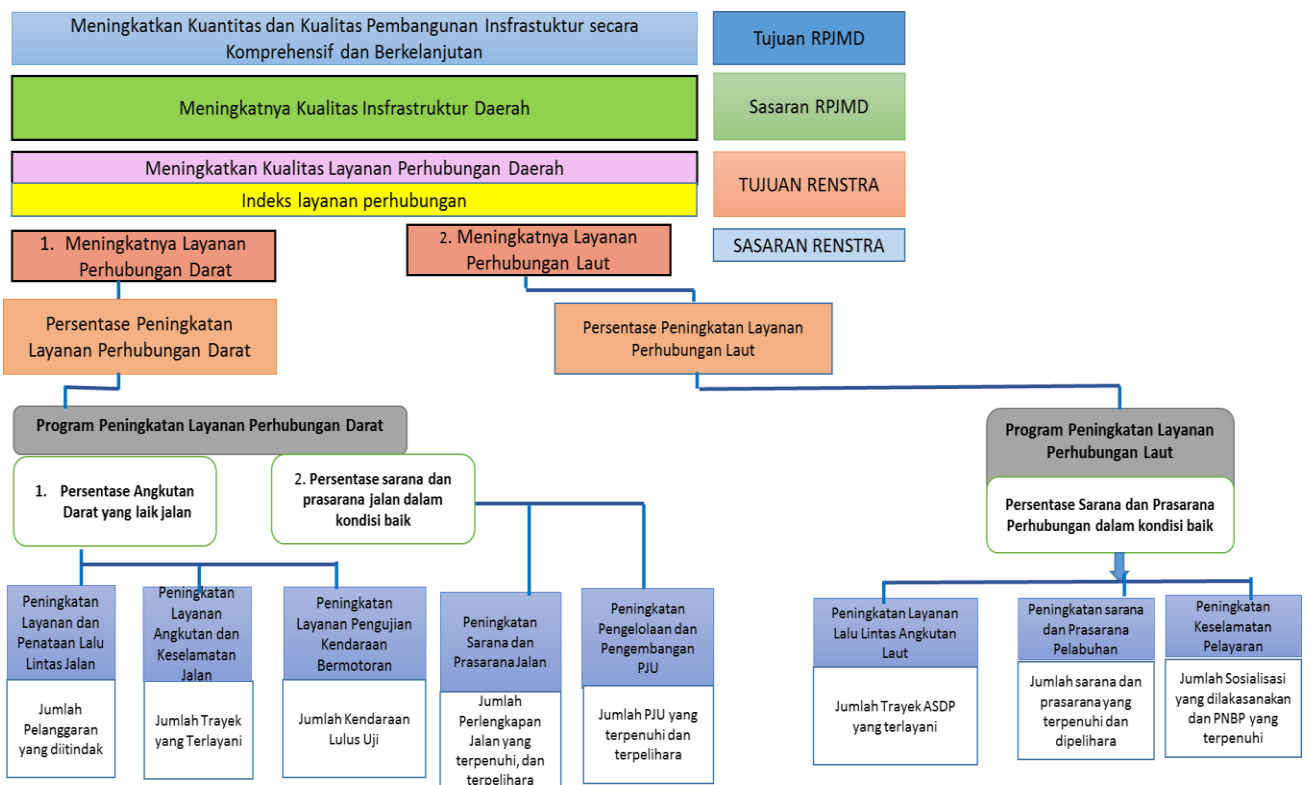 Meningkatkan Kuantitas dan Kualitas Pembangunan Insfrastuktur secara
Komprehensif dan Berkelanjutan
Tujuan RPJMD
Meningkatnya Kualitas Insfrastruktur Daerah
Sasaran RPJMD
Meningkatkan Kualitas Layanan Perhubungan Daerah
Indeks layanan perhubungan
TUJUAN RENSTRA
1. Meningkatnya Layanan
Perhubungan Darat
2. Meningkatnya Layanan
Perhubungan Laut
SASARAN RENSTRA
Persentase Peningkatan
Layanan Perhubungan Darat
Persentase Peningkatan Layanan
Perhubungan Laut
Program Peningkatan Layanan Perhubungan Darat
Program Peningkatan Layanan
Perhubungan Laut
1. Persentase Angkutan
Darat yang laik jalan
2. Persentase sarana dan
prasarana jalan dalam
kondisi baik
Persentase Sarana dan Prasarana
Perhubungan dalam kondisi baik
Peningkatan
Layanan dan
Penataan Lalu
Lintas Jalan
Jumlah
Pelanggaran
yang diitindak
Peningkatan
Layanan
Angkutan dan
Keselamatan
Jalan
Jumlah Trayek
yang Terlayani
Peningkatan
Layanan Pengujian
Kendaraan
Bermotoran
Jumlah Kendaraan
Lulus Uji
Peningkatan
Sarana dan
Prasarana Jalan
Jumlah
Perlengkapan
Jalan yang
terpenuhi, dan
terpelihara
Peningkatan
Pengelolaan dan
Pengembangan
PJU
Jumlah PJU yang
terpenuhi dan
terpelihara
Peningkatan Layanan
Lalu Lintas Angkutan
Laut
Jumlah Trayek ASDP
yang terlayani
Peningkatan sarana
dan Prasarana
Pelabuhan
Jumlah sarana dan
prasarana yang
terpenuhi dan
dipelihara
Peningkatan
Keselamatan
Pelayaran
Jumlah Sosialisasi
yang dilakasanakan
dan PNBP yang
terpenuhi